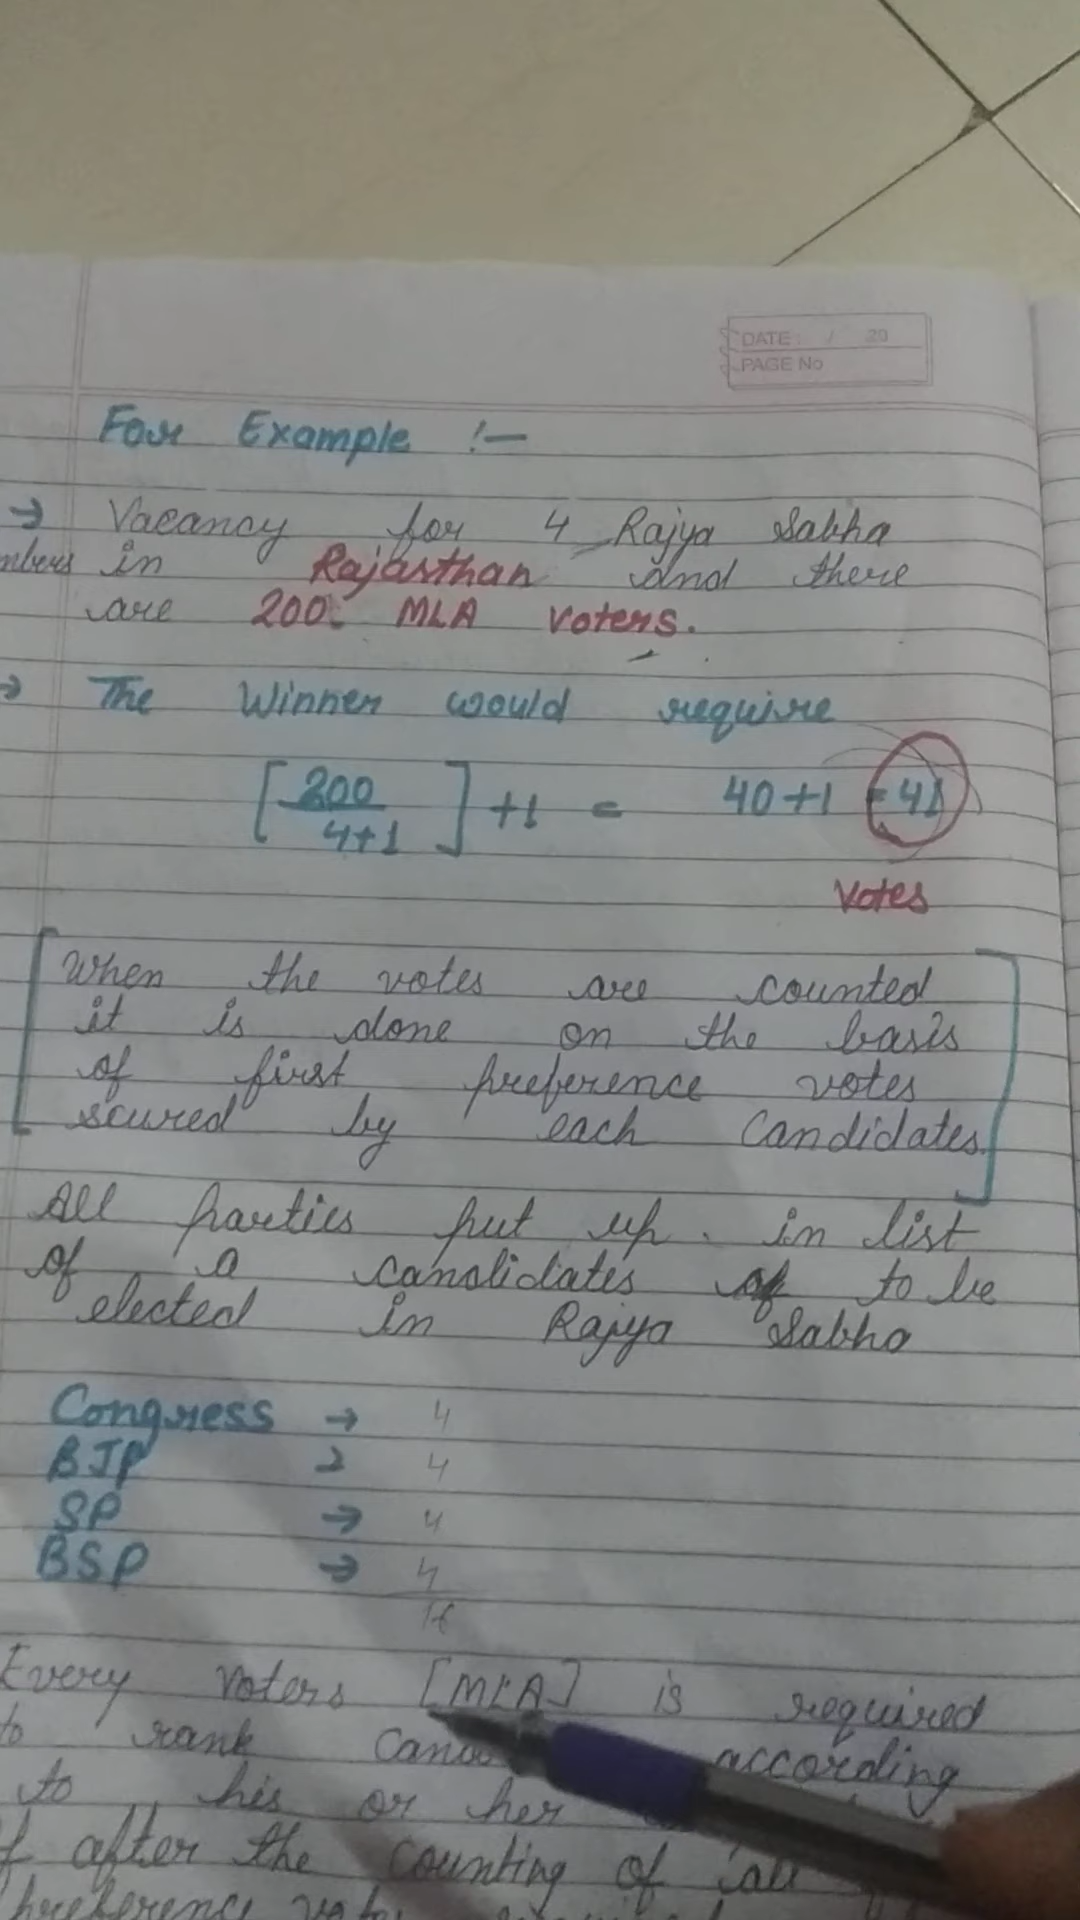 DATE: / 20
PAGE No
For Example :-
→ Vacancy for 4 Rajya Sabha
in Rajasthan and there
are 200. MLA Voters.
→ The Winner would require
[200/4+1] +1 = 40+1 = 41
Votes
[When the votes are counted
it is done on the basis
of first preference votes
scured by each candidates.]
All parties put up. in list
of a candidates to be
elected in Rajya Sabha
Congress → 4
BJP → 4
SP → 4
BSP → 4
16
Every Voters [MLA] is required
to rank according
to his or her
after the counting of all
preference